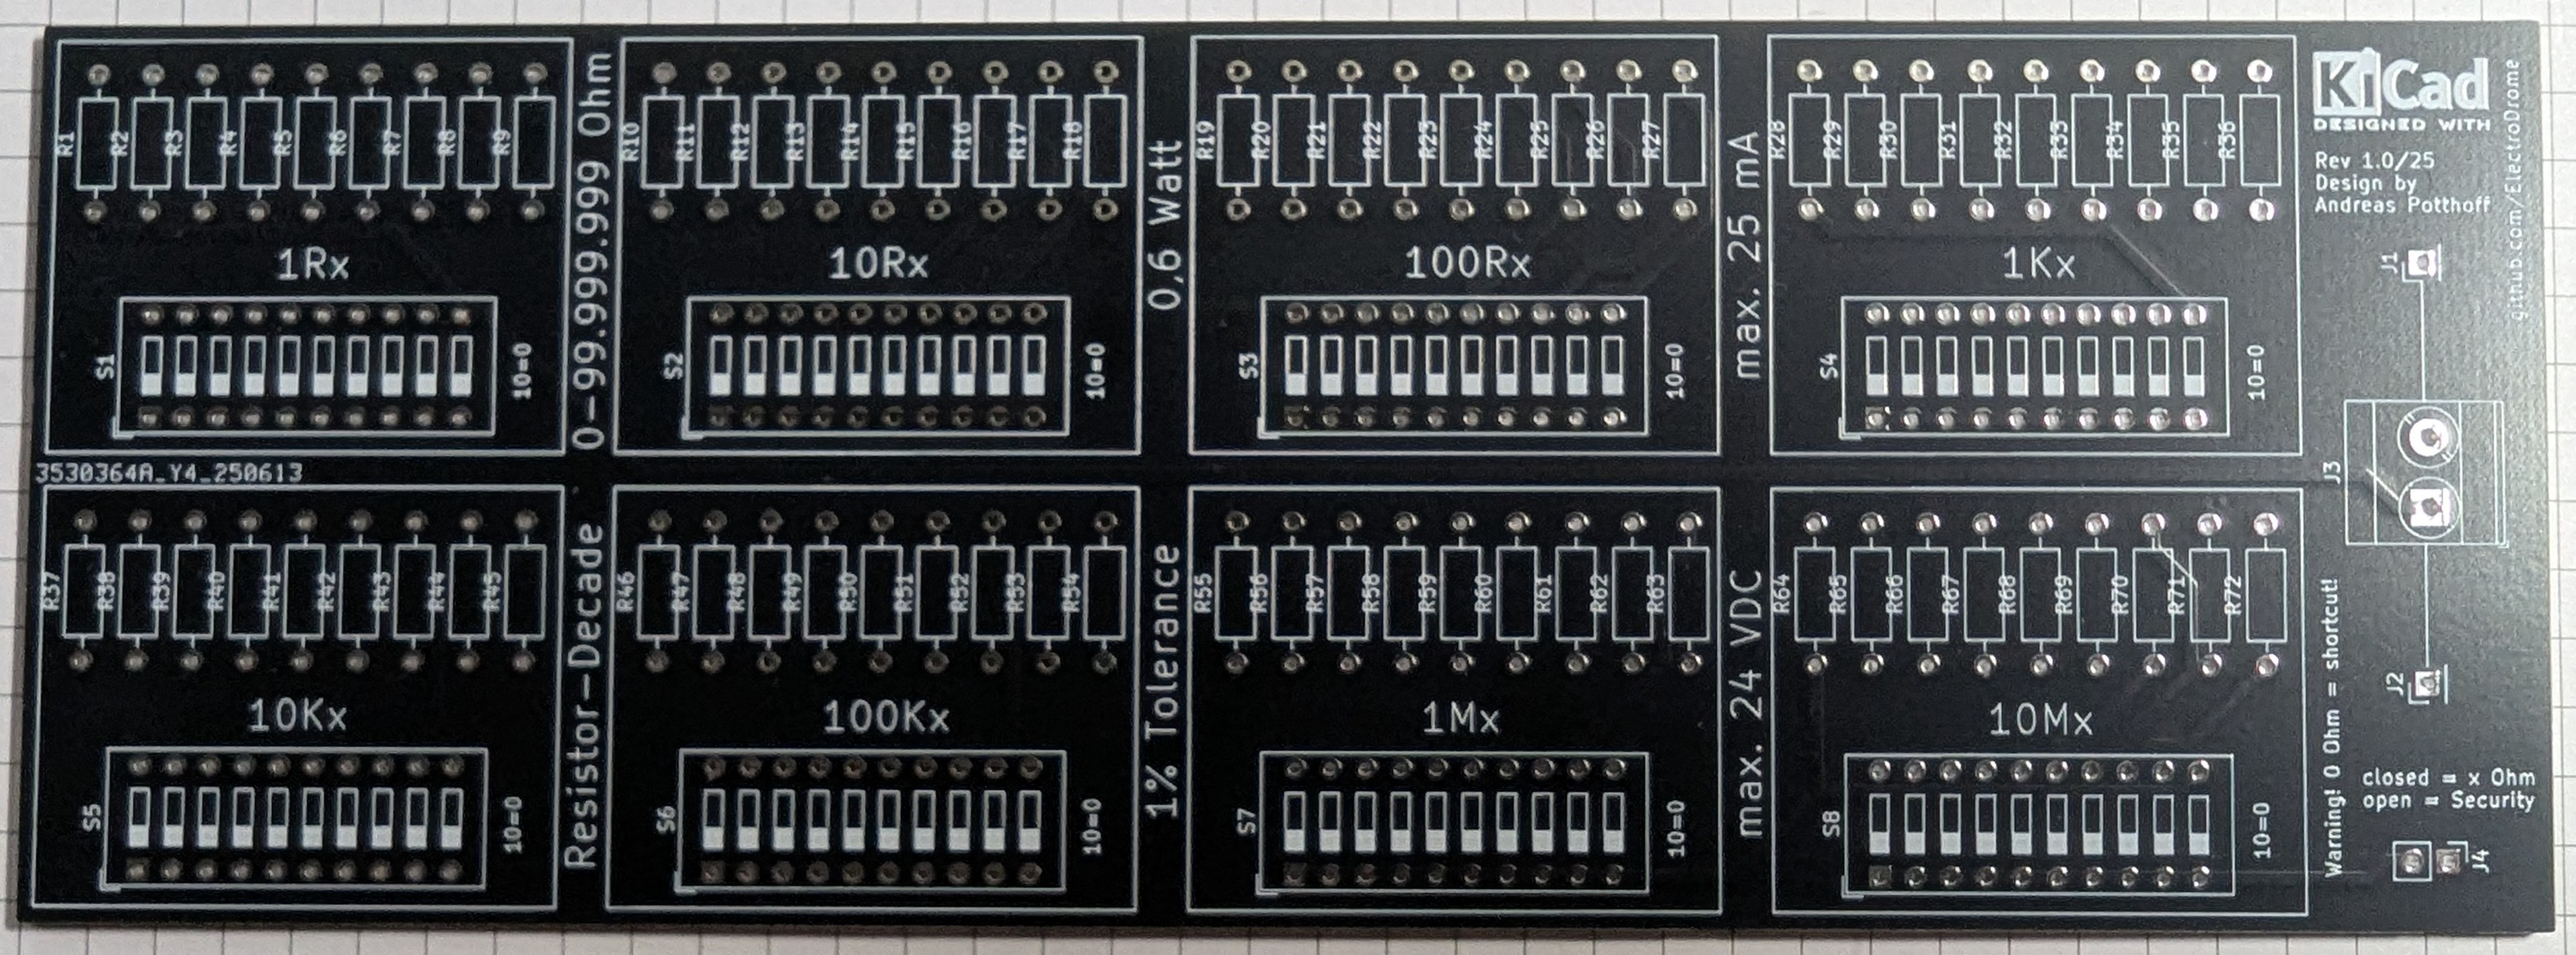 R1 R2 R3 R4 R5 R6 R7 R8 R9
1Rx
S1
10=0
0-99.999.999 Ohm
R10 R11 R12 R13 R14 R15 R16 R17 R18
10Rx
S2
10=0
0,6 Watt
R19 R20 R21 R22 R23 R24 R25 R26 R27
100Rx
S3
10=0
max. 25 mA
R28 R29 R30 R31 R32 R33 R34 R35 R36
1Kx
S4
10=0
KiCad
DESIGNED WITH
Rev 1.0/25
Design by
Andreas Potthoff
github.com/ElectroDrome
J1
J3
3530364A_Y4_250613
R37 R38 R39 R40 R41 R42 R43 R44 R45
10Kx
S5
10=0
Resistor-Decade
R46 R47 R48 R49 R50 R51 R52 R53 R54
100Kx
S6
10=0
1% Tolerance
R55 R56 R57 R58 R59 R60 R61 R62 R63
1Mx
S7
10=0
max. 24 VDC
R64 R65 R66 R67 R68 R69 R70 R71 R72
10Mx
S8
10=0
Warning! 0 Ohm = shortcut!
J2
closed = x Ohm
open = Security
J4